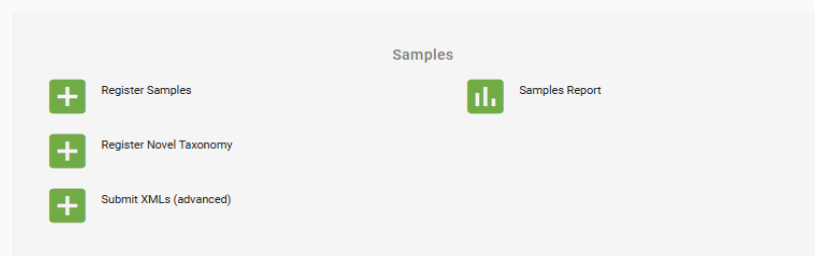 Samples
Register Samples
Samples Report
Register Novel Taxonomy
Submit XMLs (advanced)